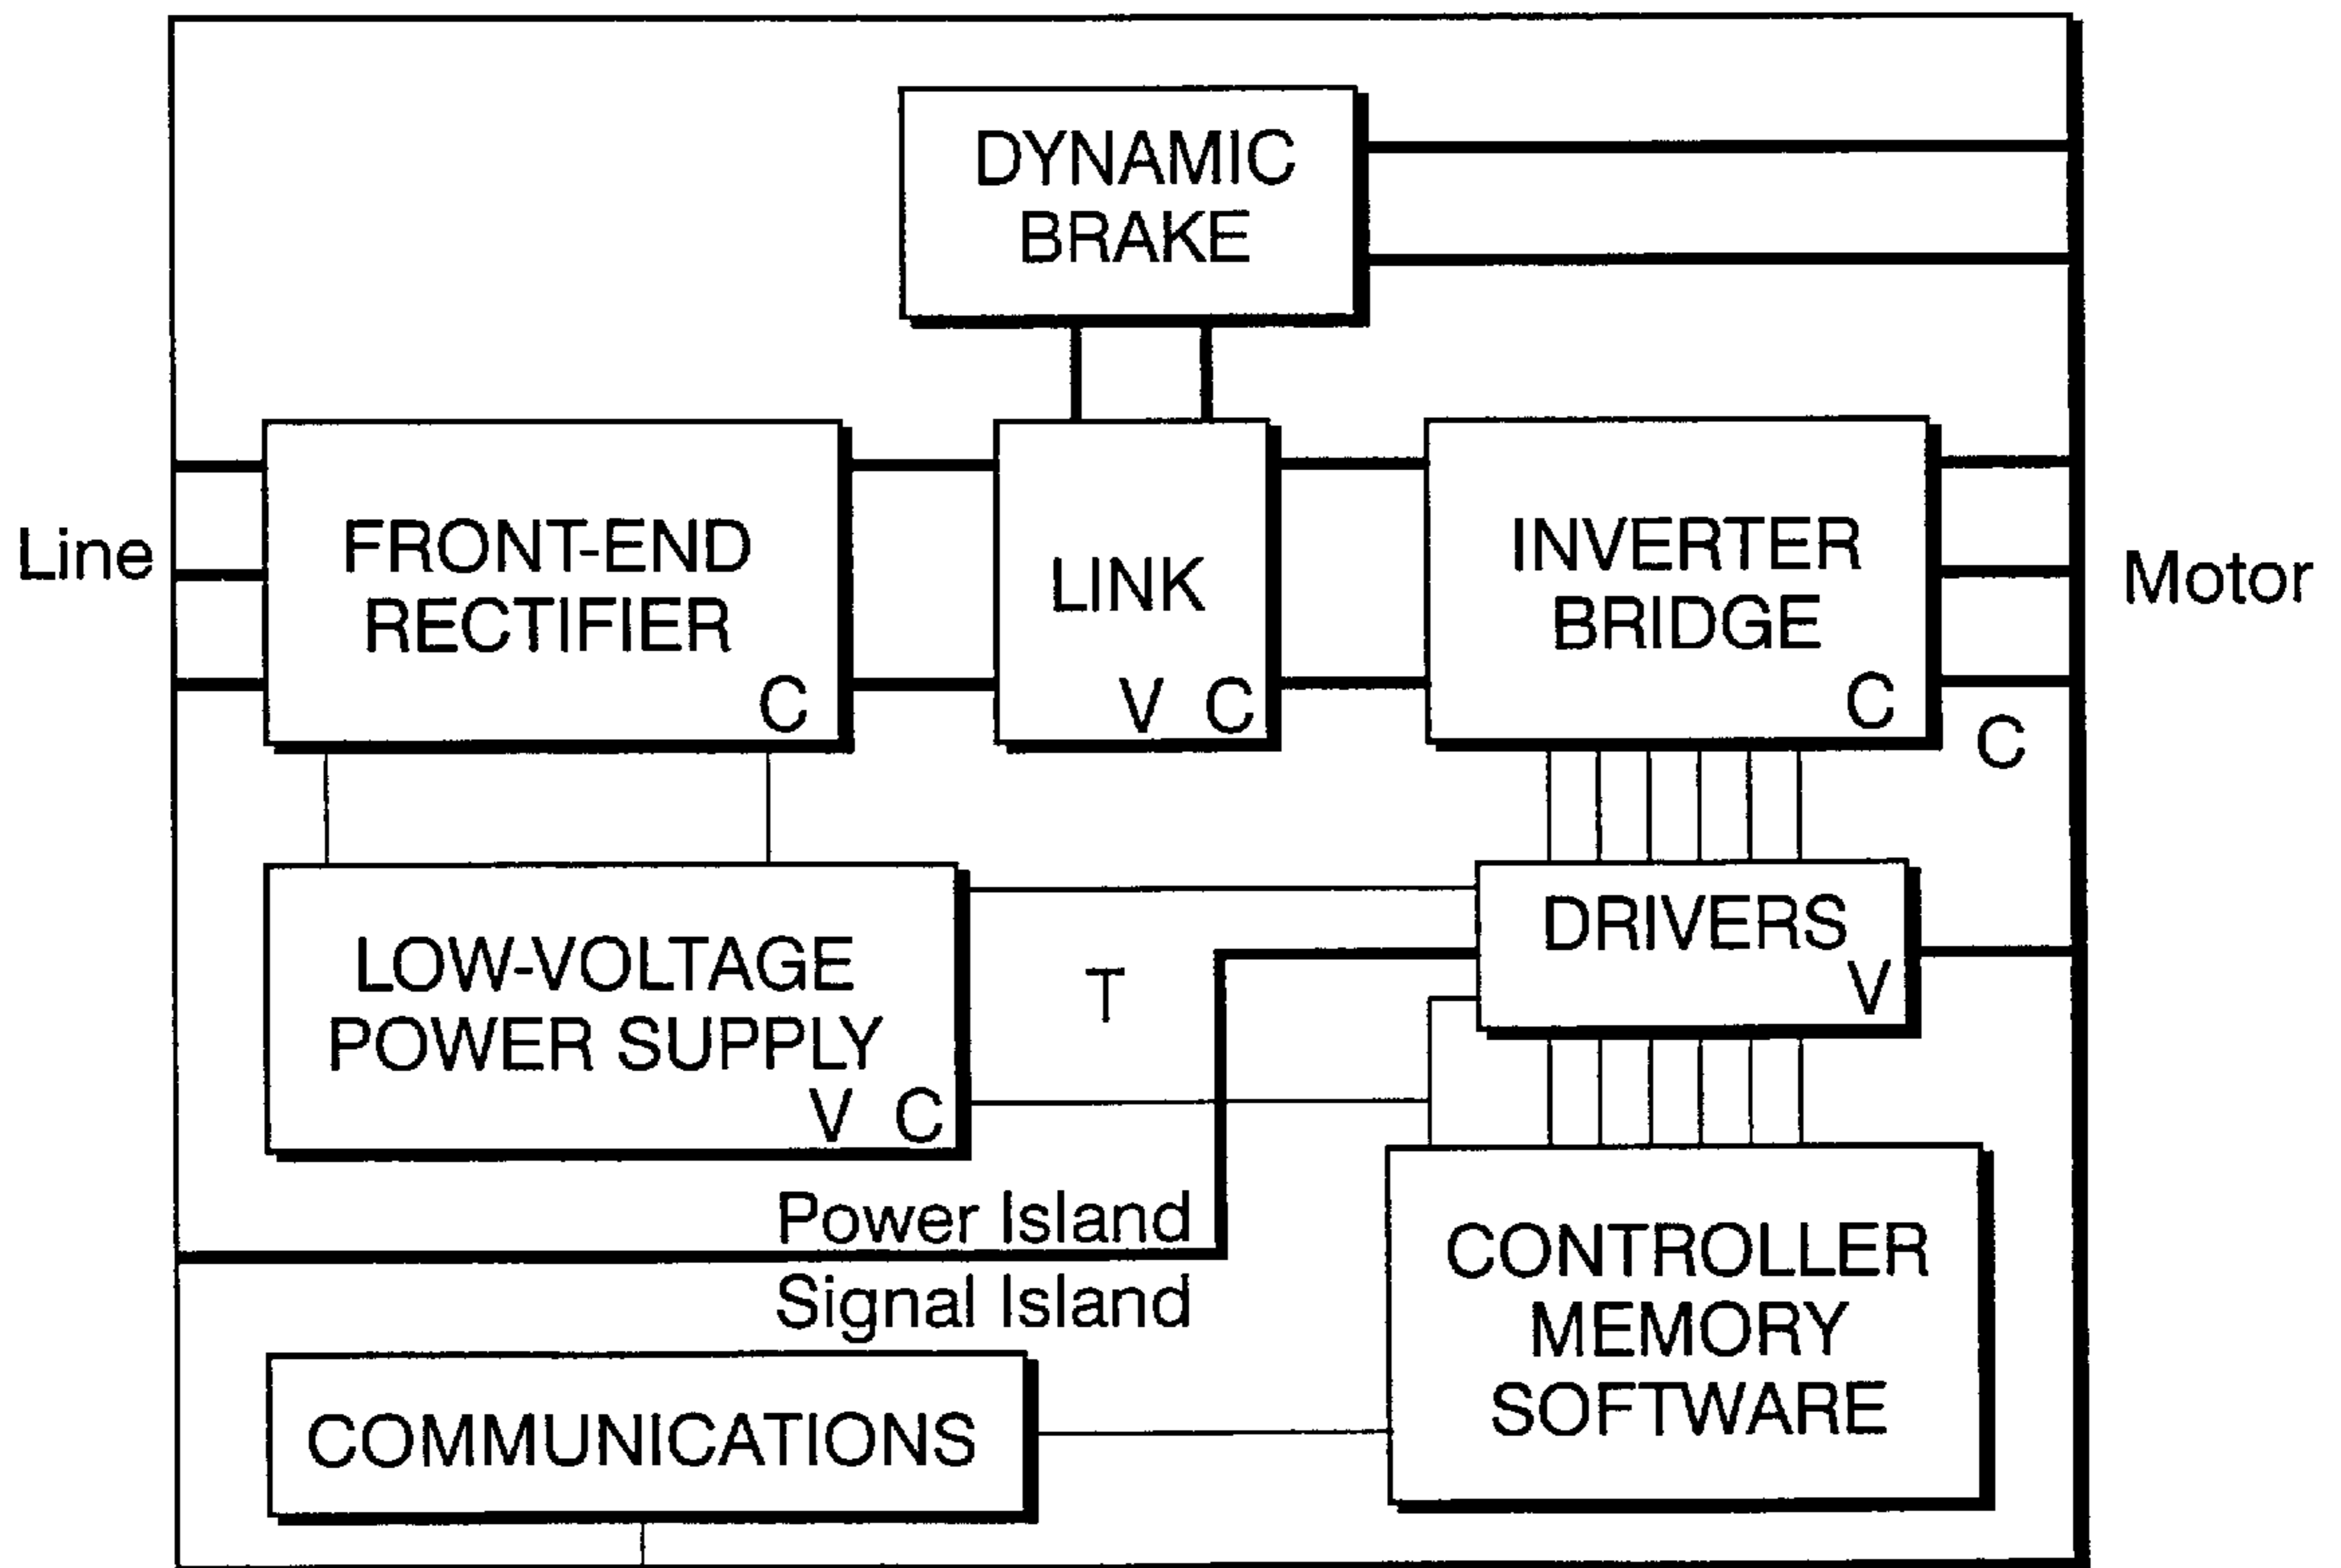 DYNAMIC
BRAKE
Line
FRONT-END
RECTIFIER
C
LINK
V C
INVERTER
BRIDGE
C
Motor
C
LOW-VOLTAGE
POWER SUPPLY
V C
T
DRIVERS
V
Power Island
Signal Island
CONTROLLER
MEMORY
SOFTWARE
COMMUNICATIONS